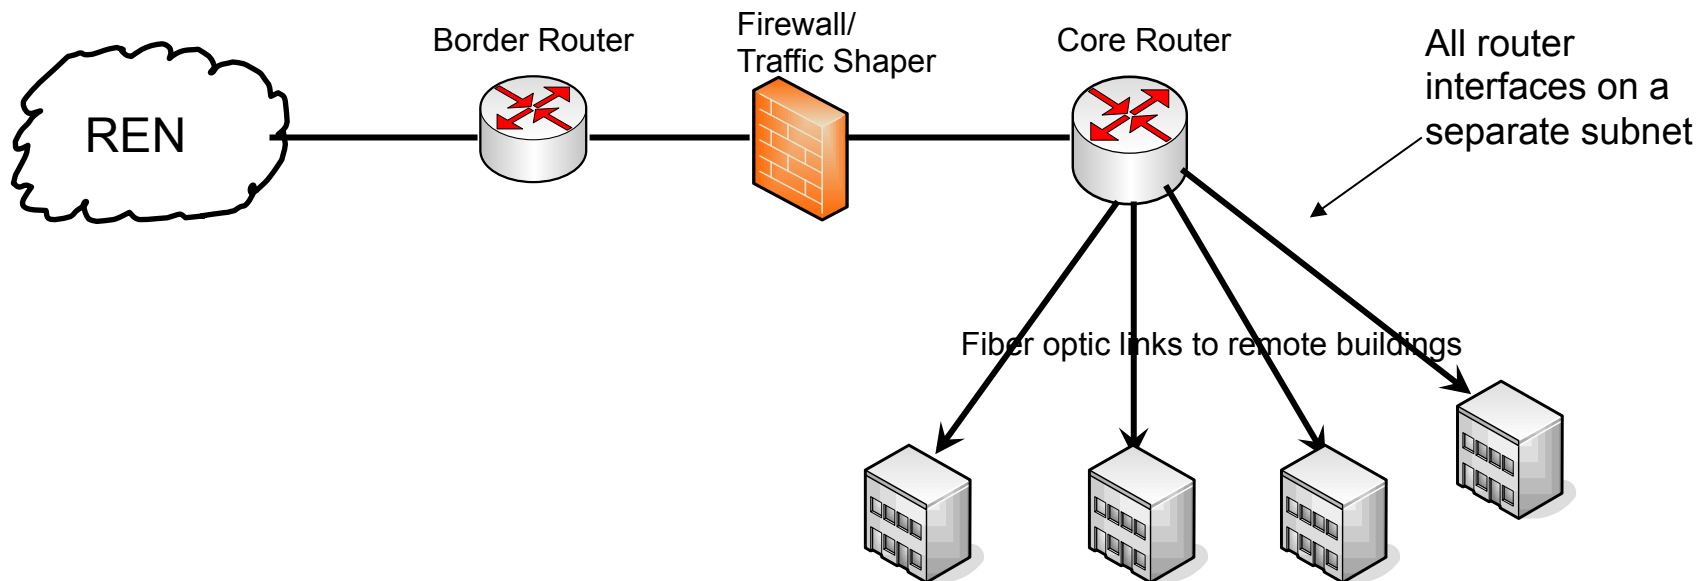 Border Router
Firewall/
Traffic Shaper
Core Router
All router
interfaces on a
separate subnet
REN
Fiber optic links to remote buildings